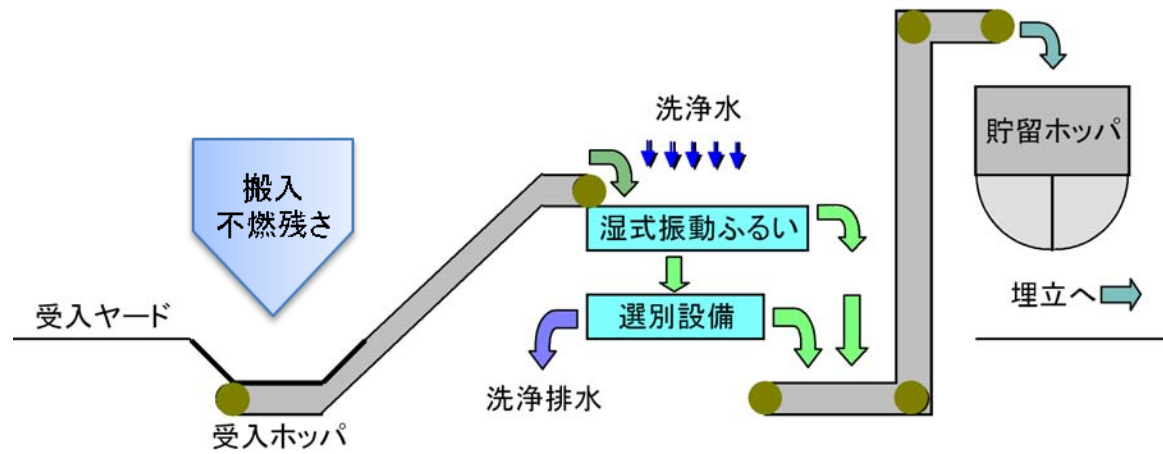 搬入
不燃残さ
受入ヤード
受入ホッパ
洗浄水
湿式振動ふるい
選別設備
洗浄排水
貯留ホッパ
埋立へ